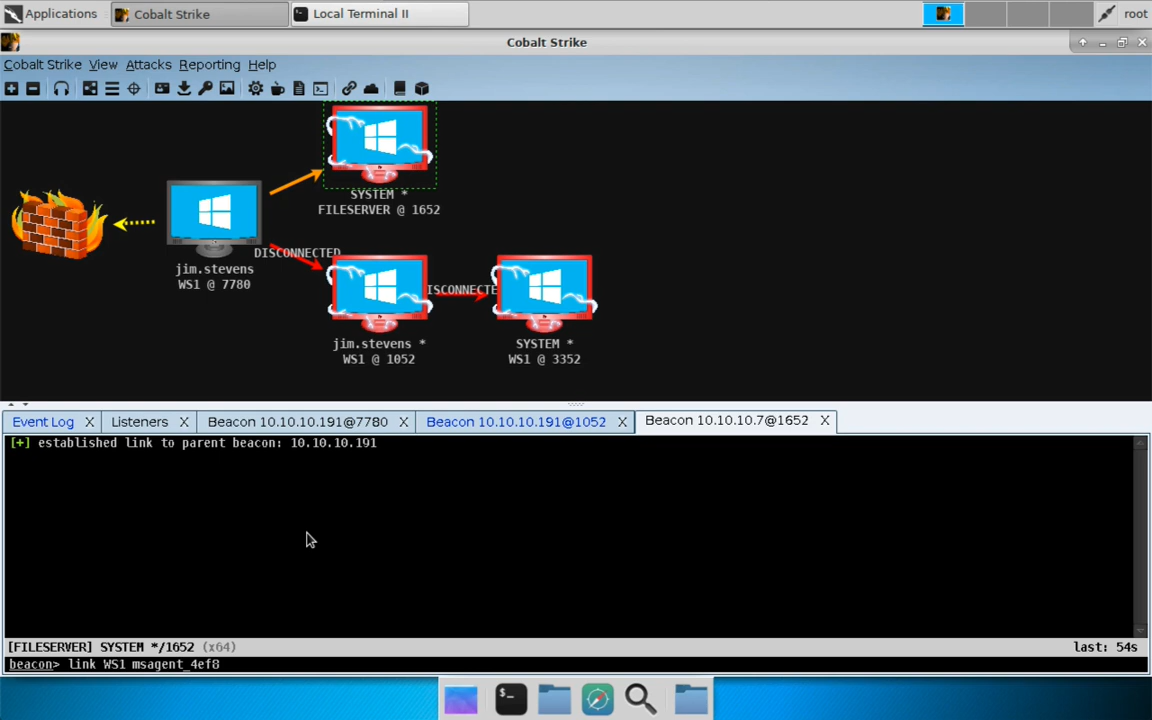 Applications
Cobalt Strike
Local Terminal II
root
Cobalt Strike
Cobalt Strike View Attacks Reporting Help
SYSTEM *
FILESERVER @ 1652
DISCONNECTED
jim.stevens
WS1 @ 7780
ISCONNECTE
jim.stevens *
WS1 @ 1052
SYSTEM *
WS1 @ 3352
Event Log X
Listeners X
Beacon 10.10.10.191@7780 X
Beacon 10.10.10.191@1052 X
Beacon 10.10.10.7@1652 X
[+] established link to parent beacon: 10.10.10.191
[FILESERVER] SYSTEM */1652 (x64)
last: 54s
beacon> link WS1 msagent_4ef8